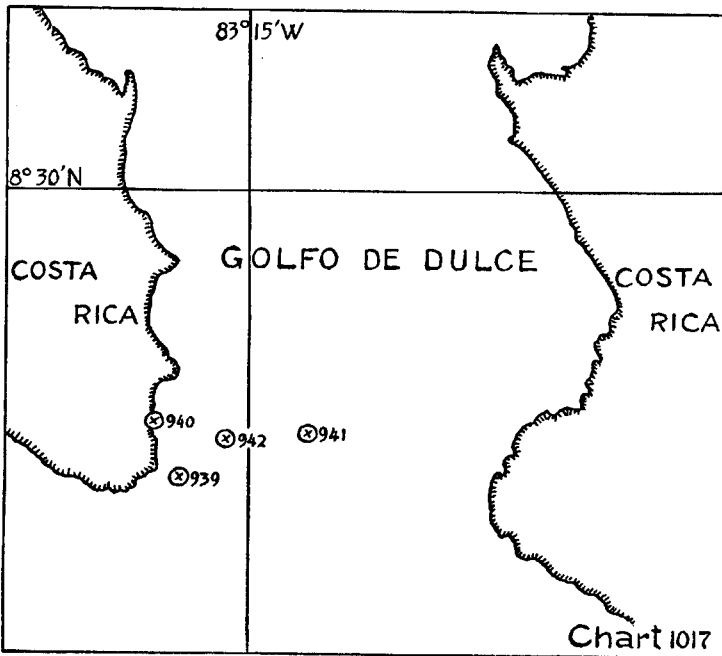 83°15'W
8°30'N
GOLFO DE DULCE
COSTA
RICA
COSTA
RICA
940
942
941
939
Chart 1017